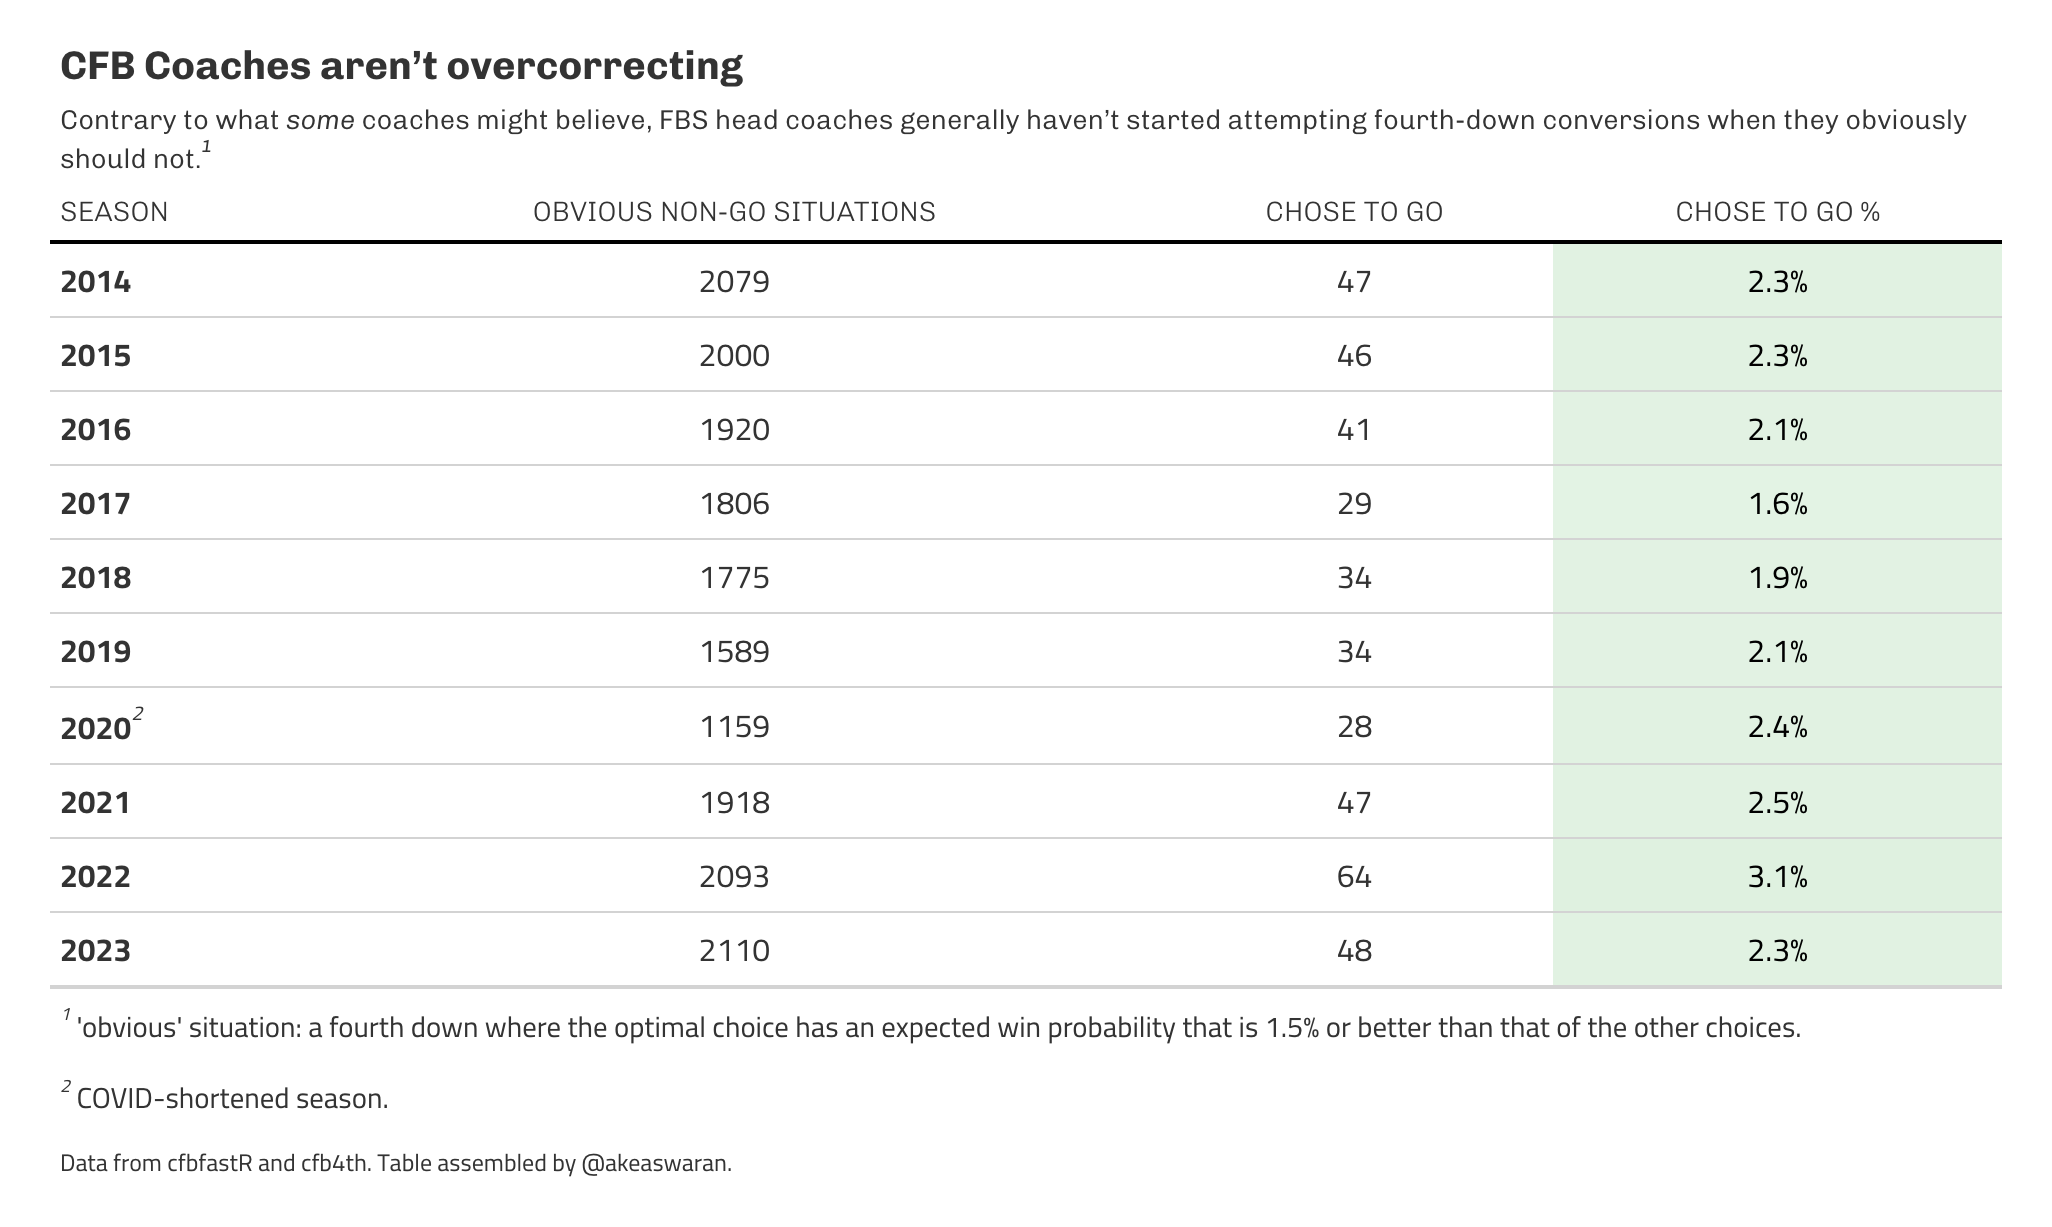 CFB Coaches aren’t overcorrecting
Contrary to what some coaches might believe, FBS head coaches generally haven’t started attempting fourth-down conversions when they obviously
should not.1
SEASON OBVIOUS NON-GO SITUATIONS CHOSE TO GO CHOSE TO GO %
2014 2079 47 2.3%
2015 2000 46 2.3%
2016 1920 41 2.1%
2017 1806 29 1.6%
2018 1775 34 1.9%
2019 1589 34 2.1%
20202 1159 28 2.4%
2021 1918 47 2.5%
2022 2093 64 3.1%
2023 2110 48 2.3%
1 'obvious' situation: a fourth down where the optimal choice has an expected win probability that is 1.5% or better than that of the other choices.
2 COVID-shortened season.
Data from cfbfastR and cfb4th. Table assembled by @akeaswaran.